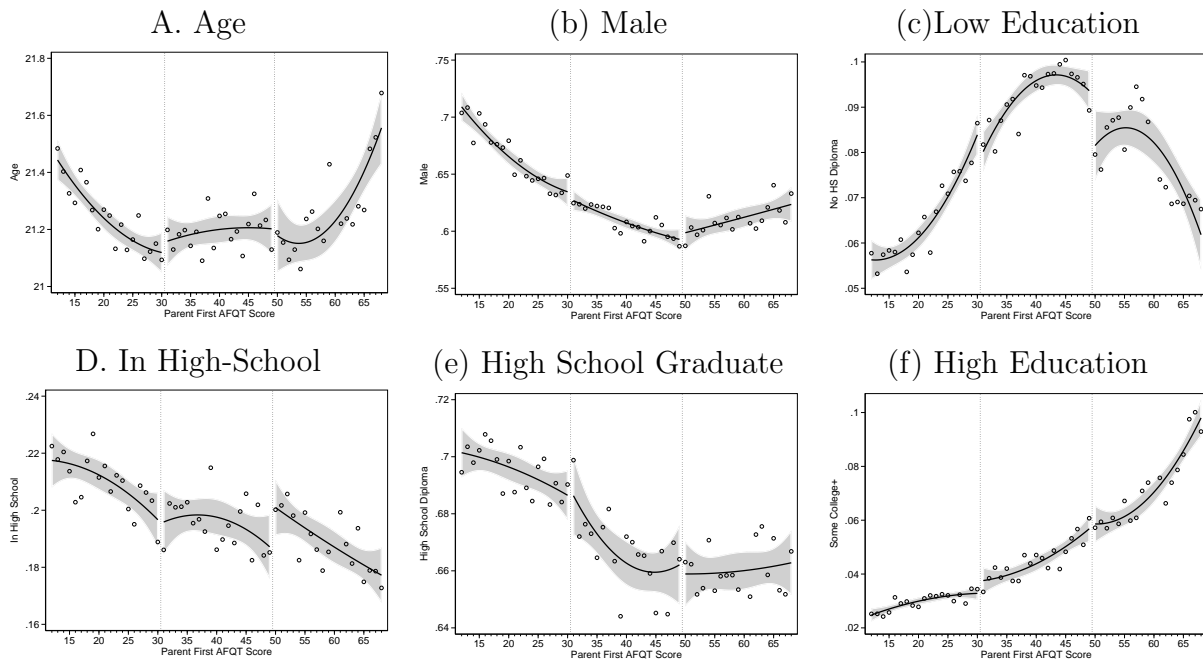 A. Age
21.8
21.6
21.4
21.2
21
Age
15 20 25 30 35 40 45 50 55 60 65
Parent First AFQT Score
(b) Male
.75
.7
.65
.6
.55
Male
15 20 25 30 35 40 45 50 55 60 65
Parent First AFQT Score
(c)Low Education
.1
.09
.08
.07
.06
.05
No HS Diploma
15 20 25 30 35 40 45 50 55 60 65
Parent First AFQT Score
D. In High-School
.24
.22
.2
.18
.16
In High School
15 20 25 30 35 40 45 50 55 60 65
Parent First AFQT Score
(e) High School Graduate
.72
.7
.68
.66
.64
High School Diploma
15 20 25 30 35 40 45 50 55 60 65
Parent First AFQT Score
(f) High Education
.1
.08
.06
.04
.02
Some College+
15 20 25 30 35 40 45 50 55 60 65
Parent First AFQT Score